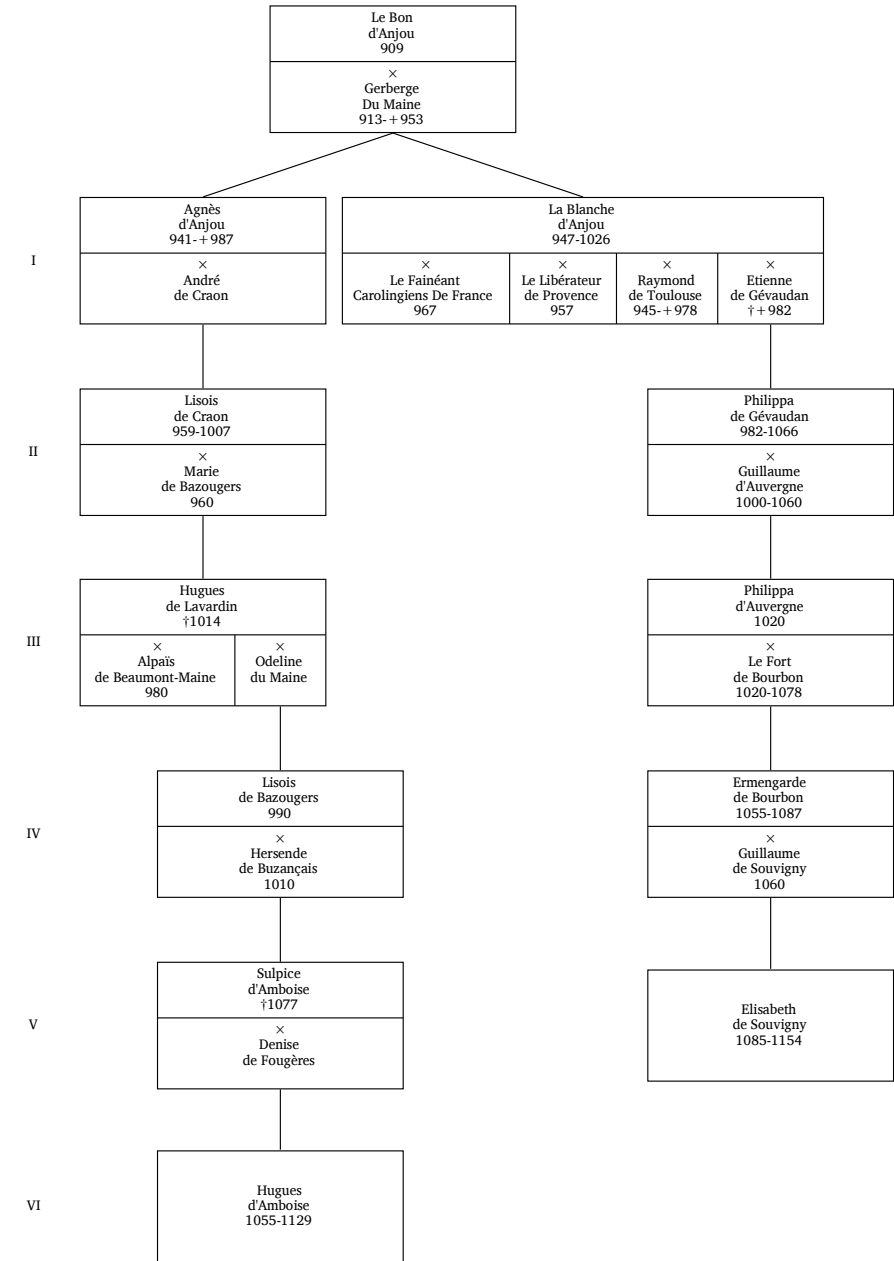 Le Bon
d'Anjou
909
×
Gerberge
Du Maine
913-+953
I
Agnès
d'Anjou
941-+987
×
André
de Craon
La Blanche
d'Anjou
947-1026
×
Le Fainéant
Carolingiens De France
967
×
Le Libérateur
de Provence
957
×
Raymond
de Toulouse
945-+978
×
Etienne
de Gévaudan
†+982
II
Lisois
de Craon
959-1007
×
Marie
de Bazougers
960
Philippa
de Gévaudan
982-1066
×
Guillaume
d'Auvergne
1000-1060
III
Hugues
de Lavardin
†1014
×
Alpaïs
de Beaumont-Maine
980
×
Odeline
du Maine
Philippa
d'Auvergne
1020
×
Le Fort
de Bourbon
1020-1078
IV
Lisois
de Bazougers
990
×
Hersende
de Buzançais
1010
Ermengarde
de Bourbon
1055-1087
×
Guillaume
de Souvigny
1060
V
Sulpice
d'Amboise
†1077
×
Denise
de Fougères
Elisabeth
de Souvigny
1085-1154
VI
Hugues
d'Amboise
1055-1129